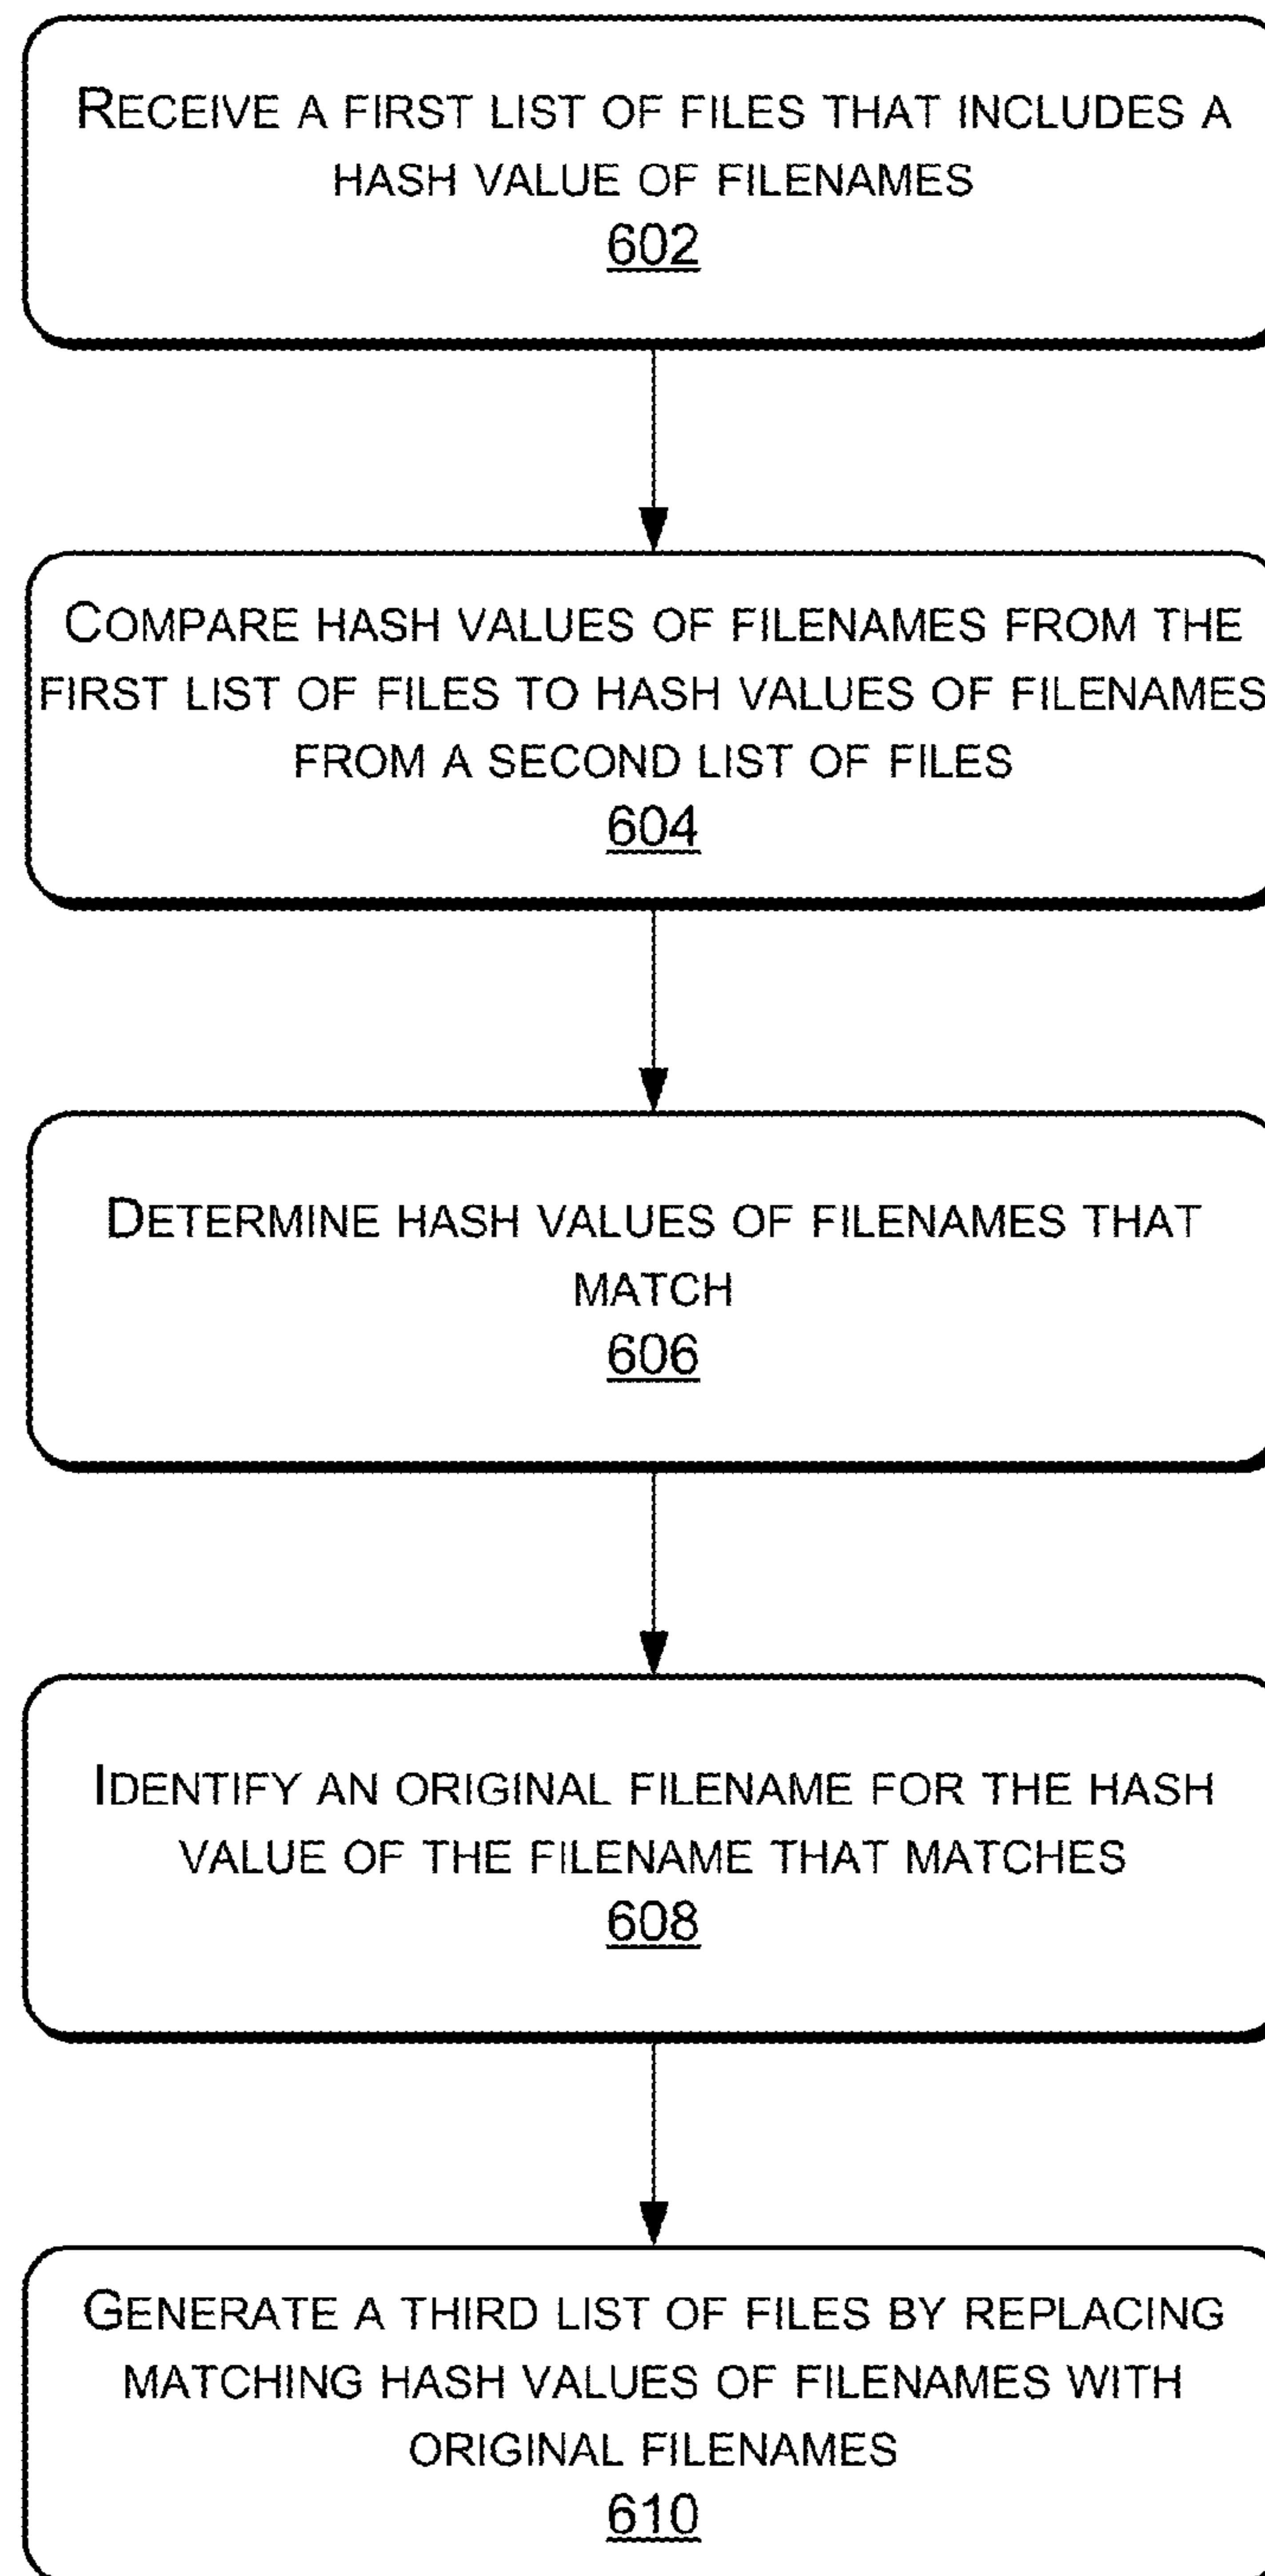 RECEIVE A FIRST LIST OF FILES THAT INCLUDES A
HASH VALUE OF FILENAMES
602
COMPARE HASH VALUES OF FILENAMES FROM THE
FIRST LIST OF FILES TO HASH VALUES OF FILENAMES
FROM A SECOND LIST OF FILES
604
DETERMINE HASH VALUES OF FILENAMES THAT
MATCH
606
IDENTIFY AN ORIGINAL FILENAME FOR THE HASH
VALUE OF THE FILENAME THAT MATCHES
608
GENERATE A THIRD LIST OF FILES BY REPLACING
MATCHING HASH VALUES OF FILENAMES WITH
ORIGINAL FILENAMES
610